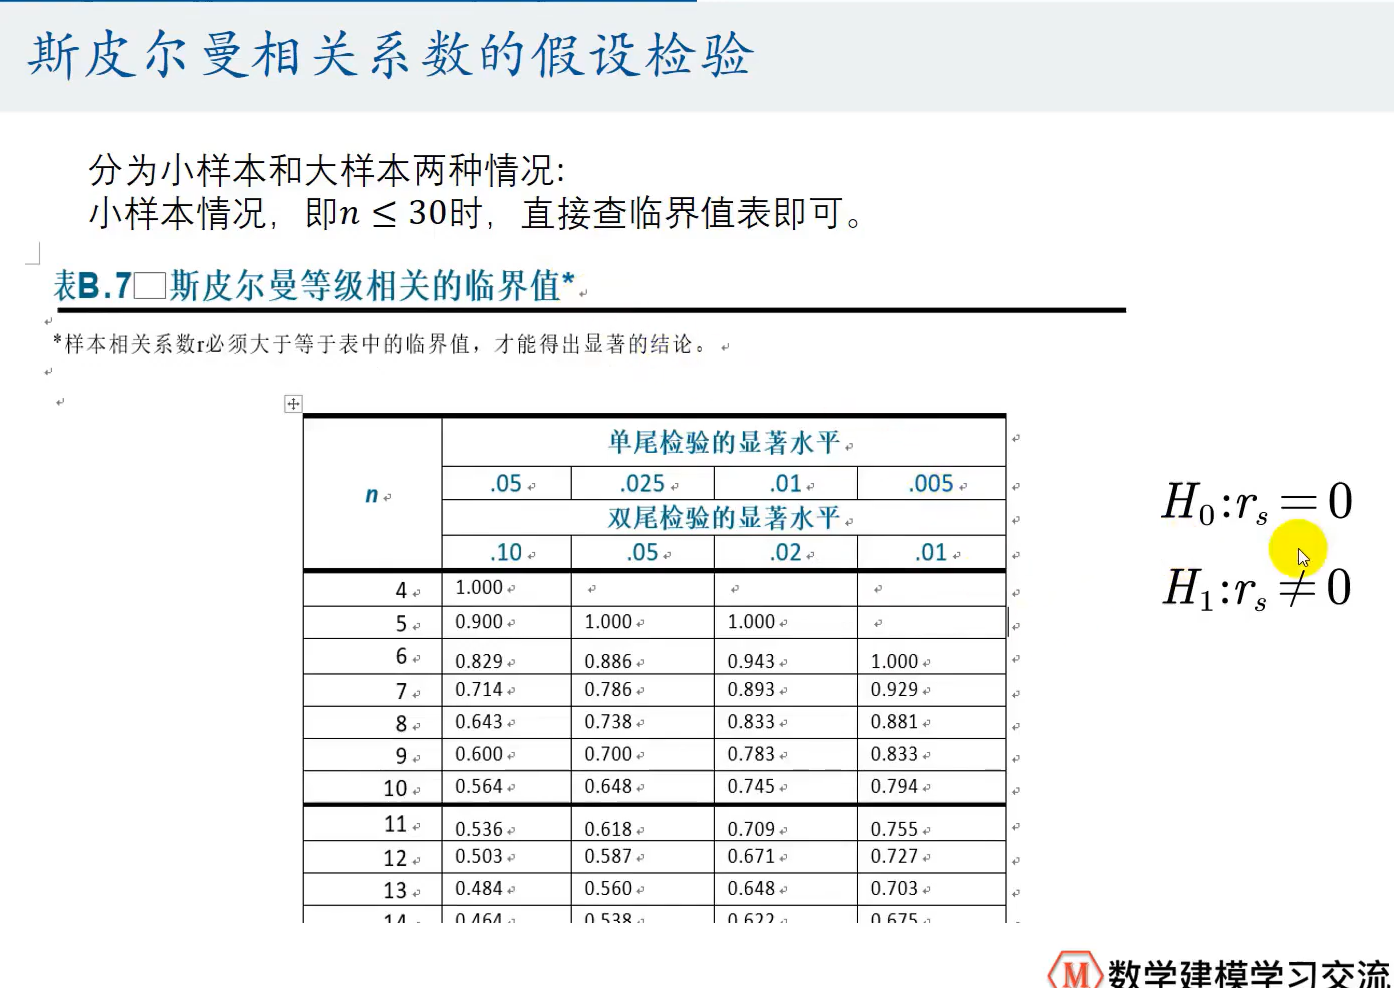 斯皮尔曼相关系数的假设检验
分为小样本和大样本两种情况:
小样本情况，即n ≤ 30时，直接查临界值表即可。
表B.7□斯皮尔曼等级相关的临界值*
*样本相关系数r必须大于等于表中的临界值，才能得出显著的结论。
单尾检验的显著水平
n .05 .025 .01 .005
双尾检验的显著水平
.10 .05 .02 .01
4 1.000
5 0.900 1.000 1.000
6 0.829 0.886 0.943 1.000
7 0.714 0.786 0.893 0.929
8 0.643 0.738 0.833 0.881
9 0.600 0.700 0.783 0.833
10 0.564 0.648 0.745 0.794
11 0.536 0.618 0.709 0.755
12 0.503 0.587 0.671 0.727
13 0.484 0.560 0.648 0.703
14 0.464 0.538 0.622 0.675
H₀:rₛ = 0
H₁:rₛ ≠ 0
M 数学建模学习交流